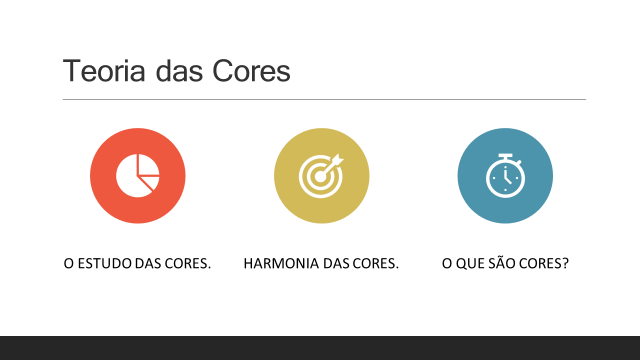 Teoria das Cores
O ESTUDO DAS CORES.
HARMONIA DAS CORES.
O QUE SÃO CORES?